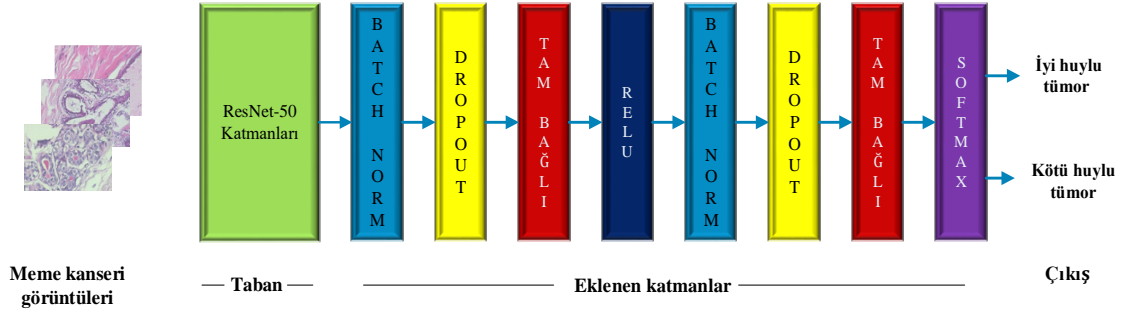 ResNet-50
Katmanları
BATCH NORM
DROPOUT
TAM BAĞLI
RELU
BATCH NORM
DROPOUT
TAM BAĞLI
SOFTMAX
İyi huylu
tümor
Kötü huylu
tümor
Meme kanseri
görüntüleri
Taban
Eklenen katmanlar
Çıkış